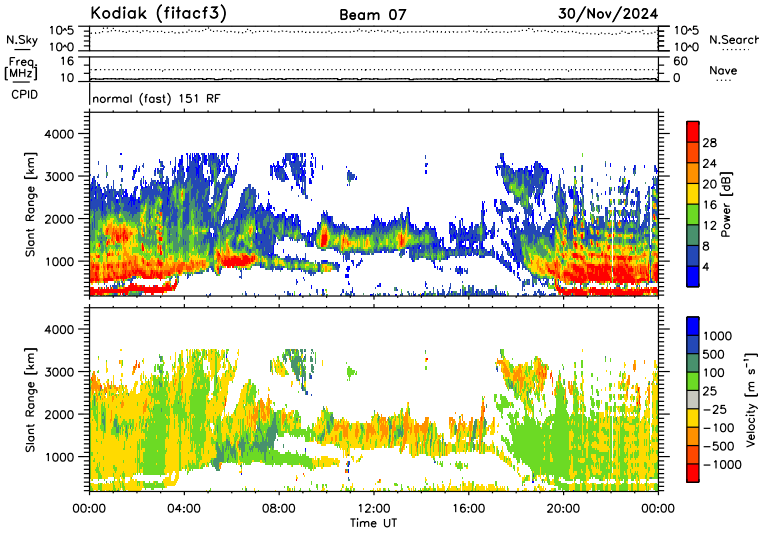 Kodiak (fitacf3) Beam 07 30/Nov/2024
N.Sky 10^5 10^0 10^5 10^0 N.Search
Freq. [MHz] 16 10 60 0 Nave
CPID normal (fast) 151 RF
Slant Range [km] 4000 3000 2000 1000
28 24 20 16 12 8 4 Power [dB]
Slant Range [km] 4000 3000 2000 1000
1000 500 100 25 −25 −100 −500 −1000 Velocity [m s⁻¹]
00:00 04:00 08:00 12:00 16:00 20:00 00:00
Time UT